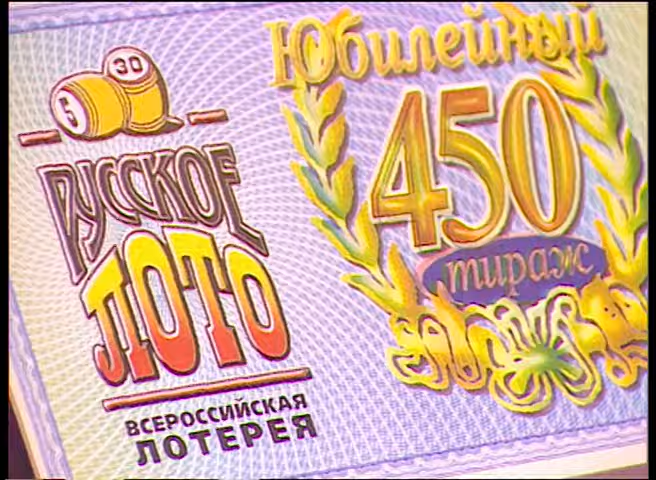 5 30
РУССКОЕ
ЛОТО
ВСЕРОССИЙСКАЯ
ЛОТЕРЕЯ
Юбилейный
450
тираж